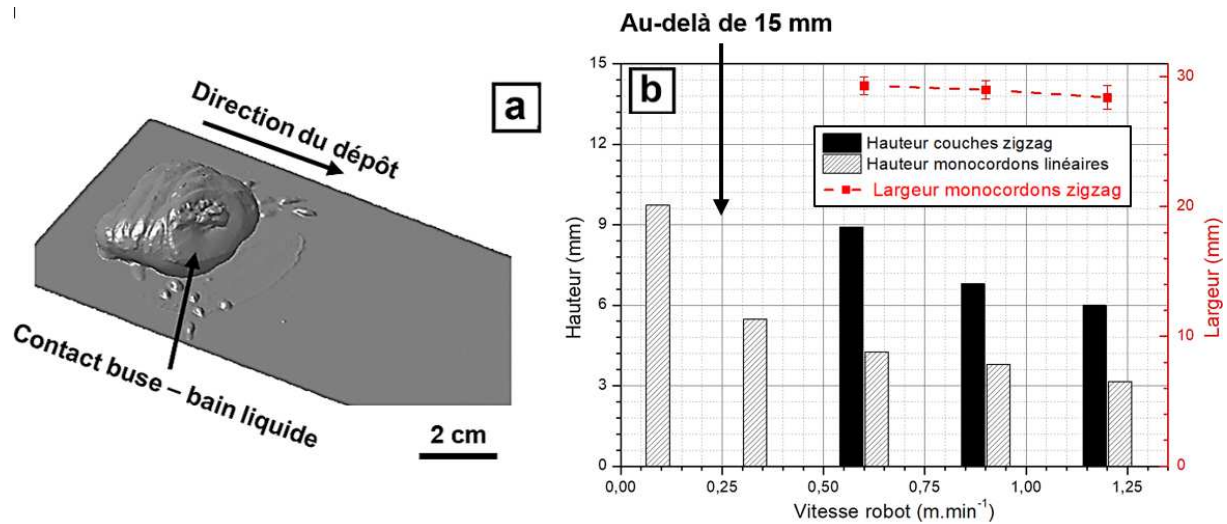 Au-delà de 15 mm
a
Direction du dépôt
Contact buse – bain liquide
2 cm
b
Hauteur couches zigzag
Hauteur monocordons linéaires
Largeur monocordons zigzag
15
12
9
6
3
0
Hauteur (mm)
30
20
10
0
Largeur (mm)
0,00 0,25 0,50 0,75 1,00 1,25
Vitesse robot (m.min⁻¹)